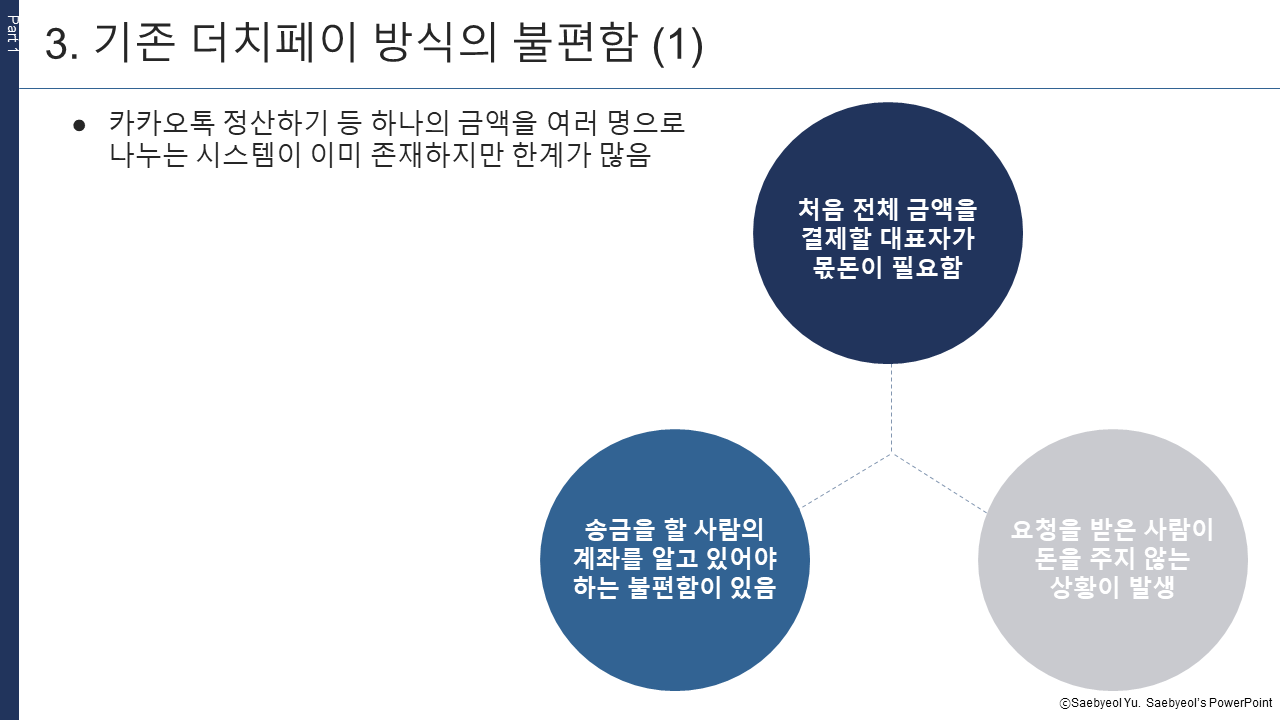 Part 1
3. 기존 더치페이 방식의 불편함 (1)
● 카카오톡 정산하기 등 하나의 금액을 여러 명으로
나누는 시스템이 이미 존재하지만 한계가 많음
처음 전체 금액을
결제할 대표자가
목돈이 필요함
송금을 할 사람의
계좌를 알고 있어야
하는 불편함이 있음
요청을 받은 사람이
돈을 주지 않는
상황이 발생
ⓒSaebyeol Yu. Saebyeol's PowerPoint